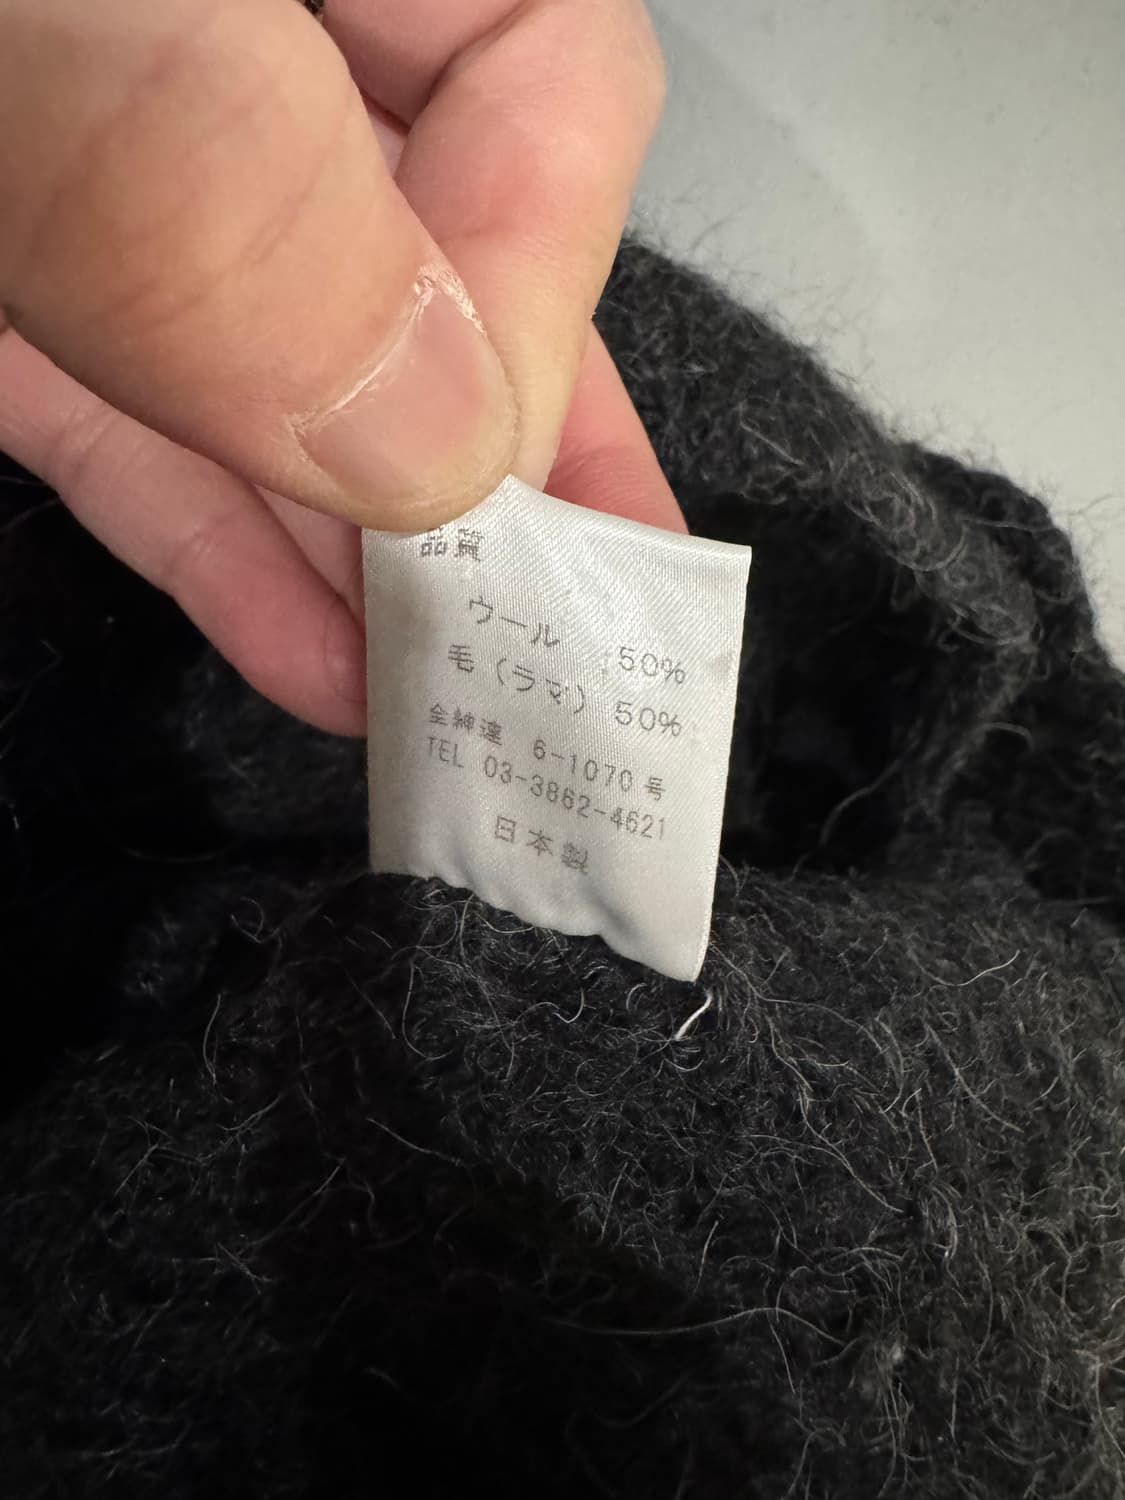 品質
ウール 50%
毛（ラマ） 50%
全紳連 6-1070号
TEL 03-3862-4621
日本製